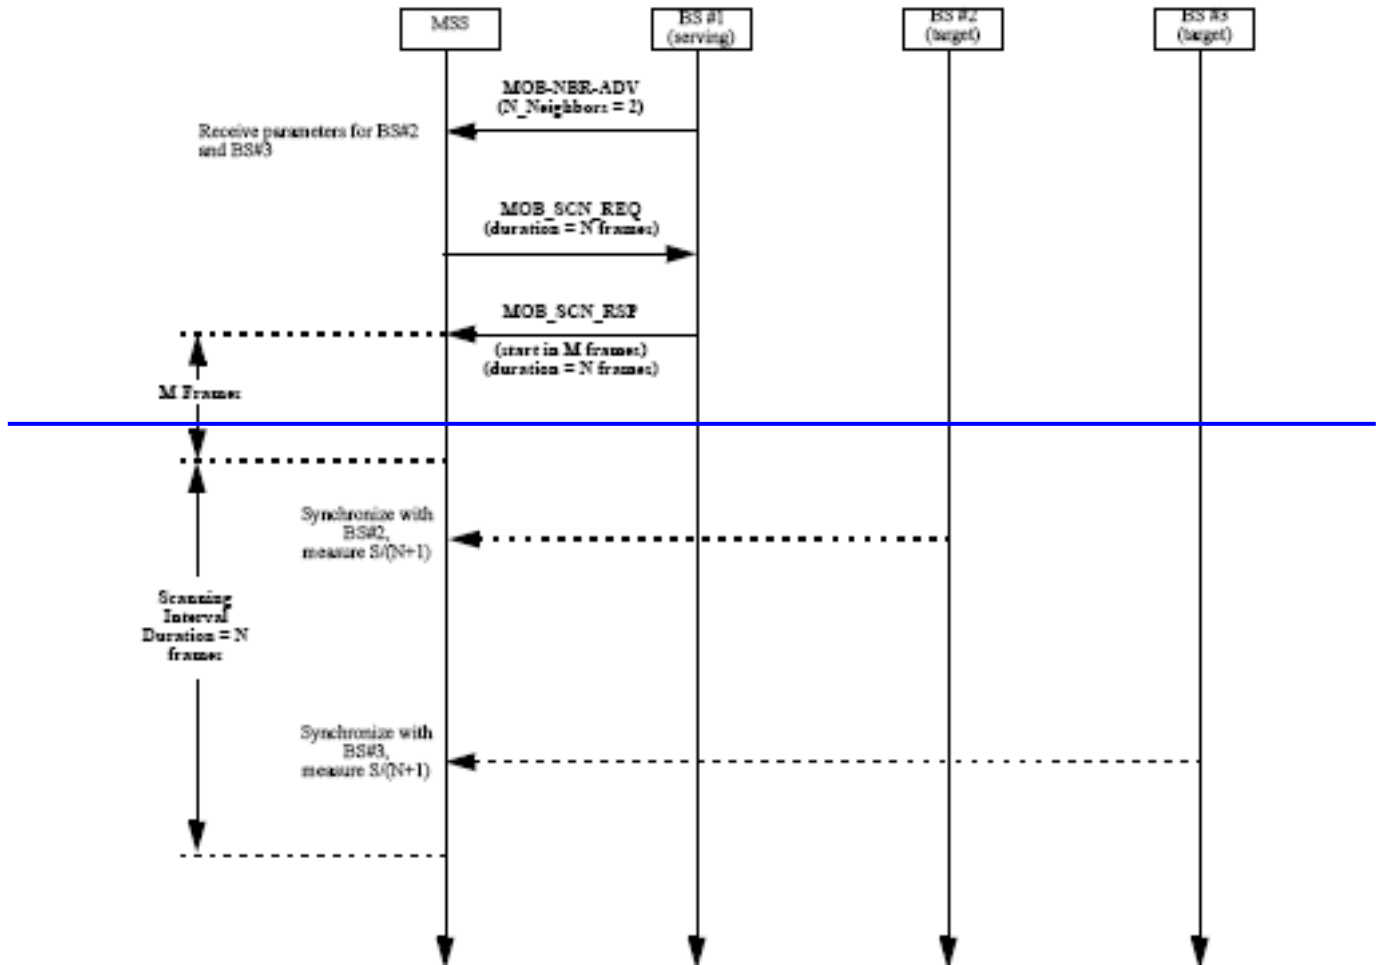 MSS
BS #1
(serving)
BS #2
(target)
BS #3
(target)
MOB-NBR-ADV
(N_Neighbors = 2)
Receive parameters for BS#2
and BS#3
MOB_SCN_REQ
(duration = N frames)
MOB_SCN_RSP
(start in M frames)
(duration = N frames)
M Frames
Synchronize with
BS#2,
measure S/(N+1)
Scanning
Interval
Duration = N
frames
Synchronize with
BS#3,
measure S/(N+1)